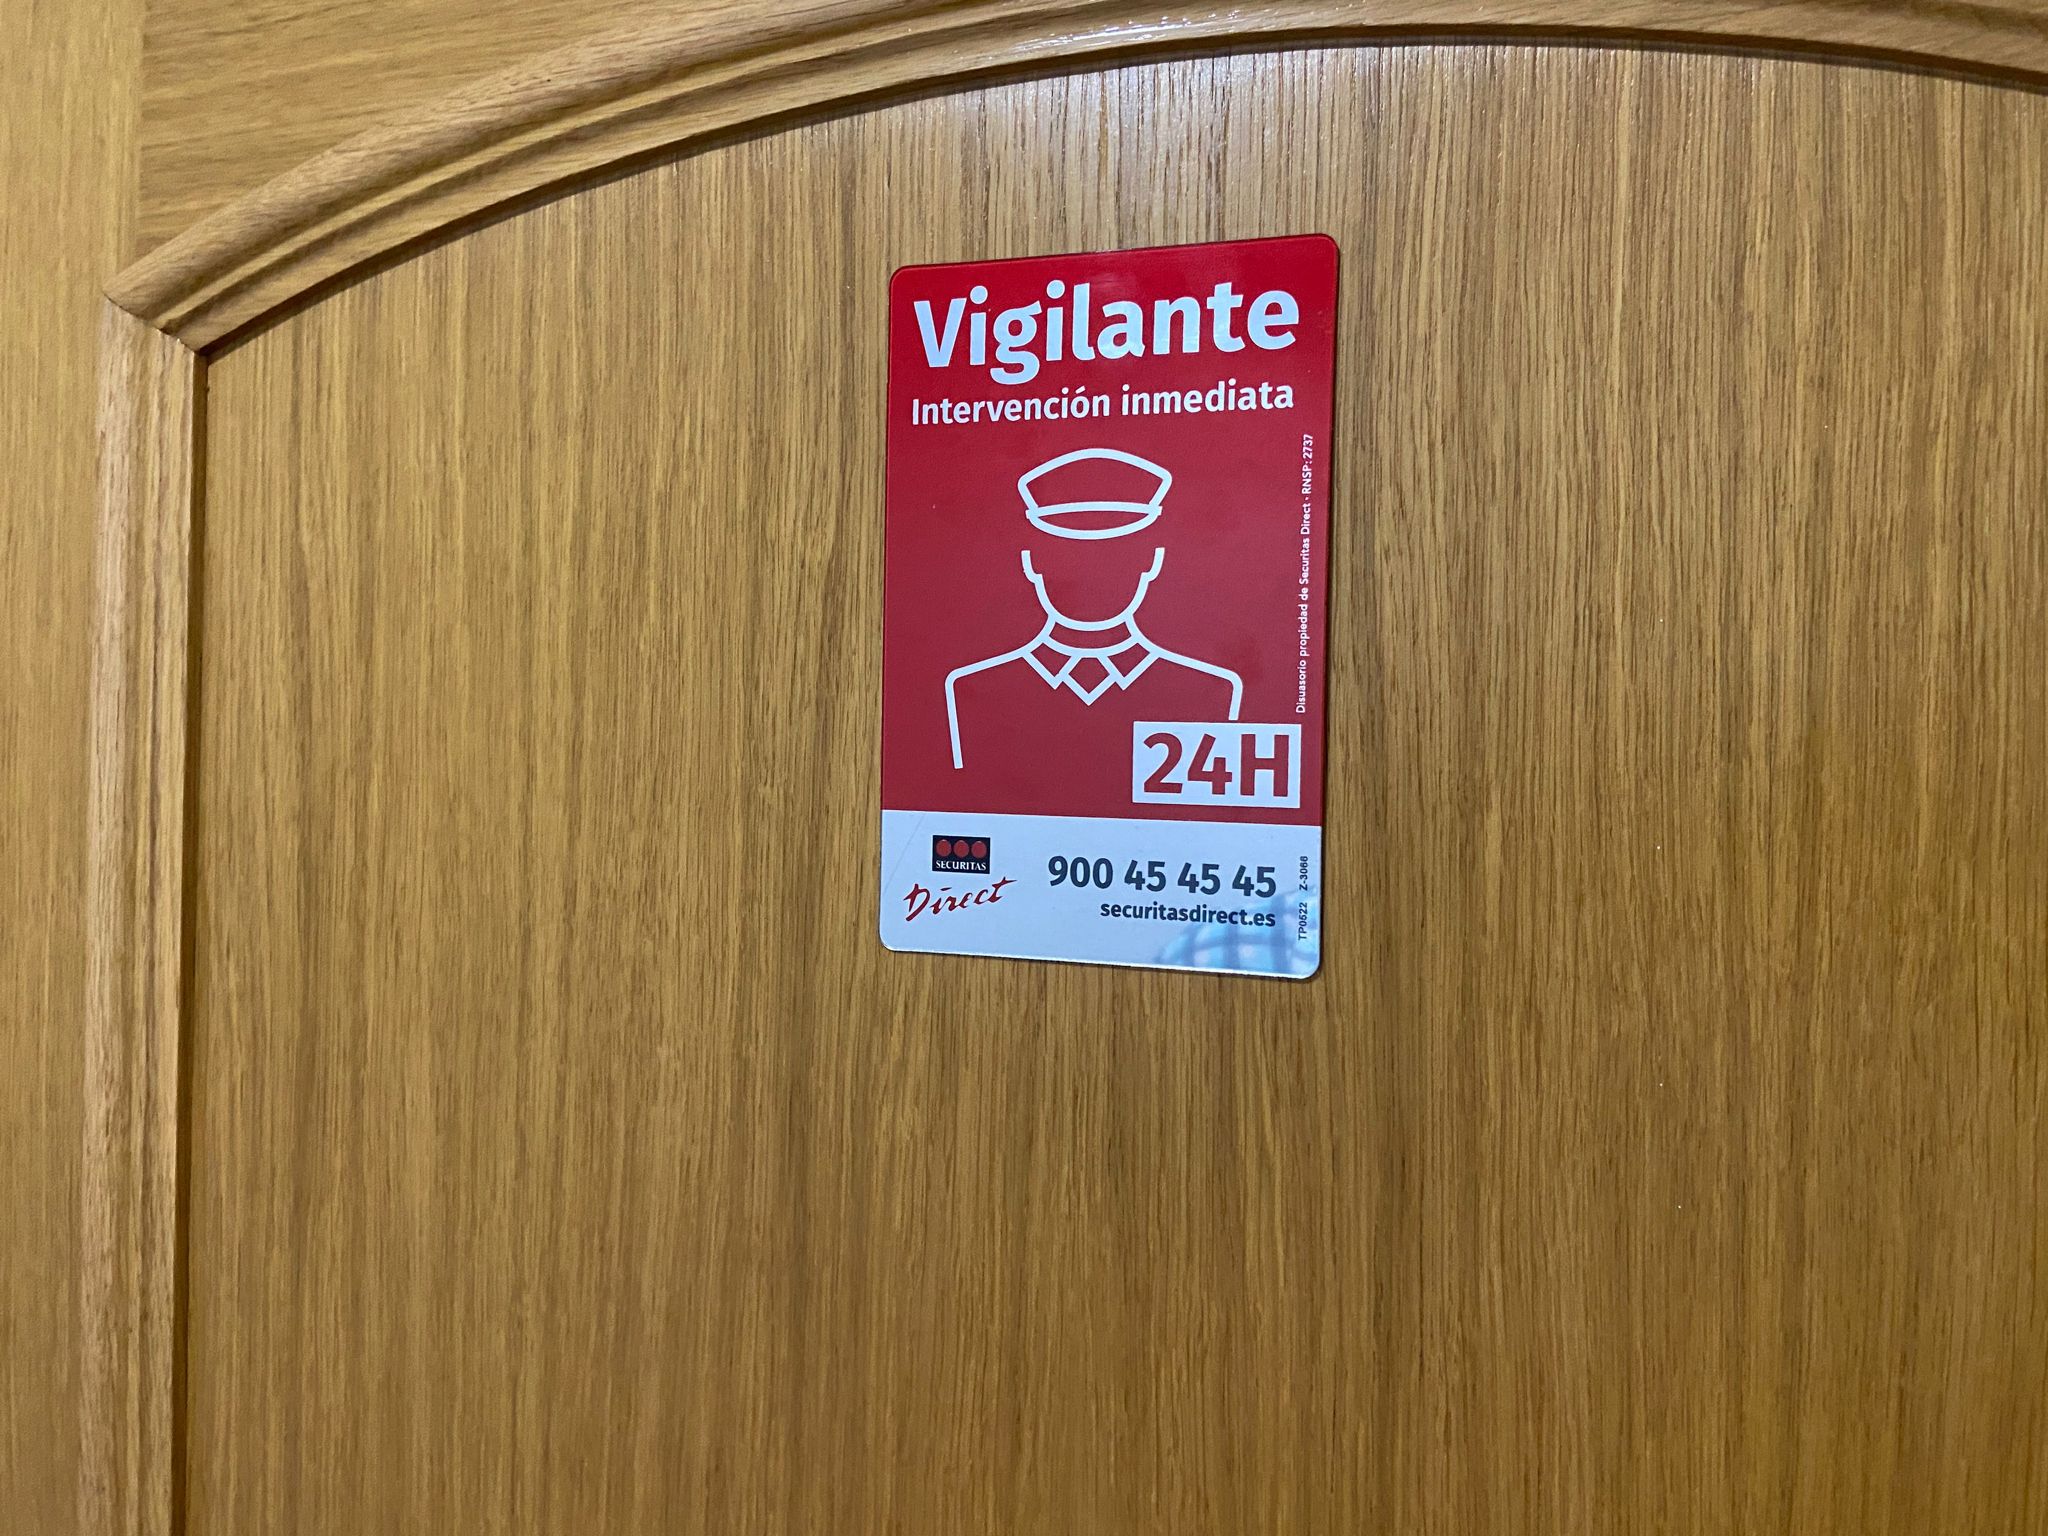 Vigilante
Intervención inmediata
Disuasorio propiedad de Securitas Direct - RNSP: 2737
24H
SECURITAS
Direct
900 45 45 45
securitasdirect.es
TP0522 Z-3066